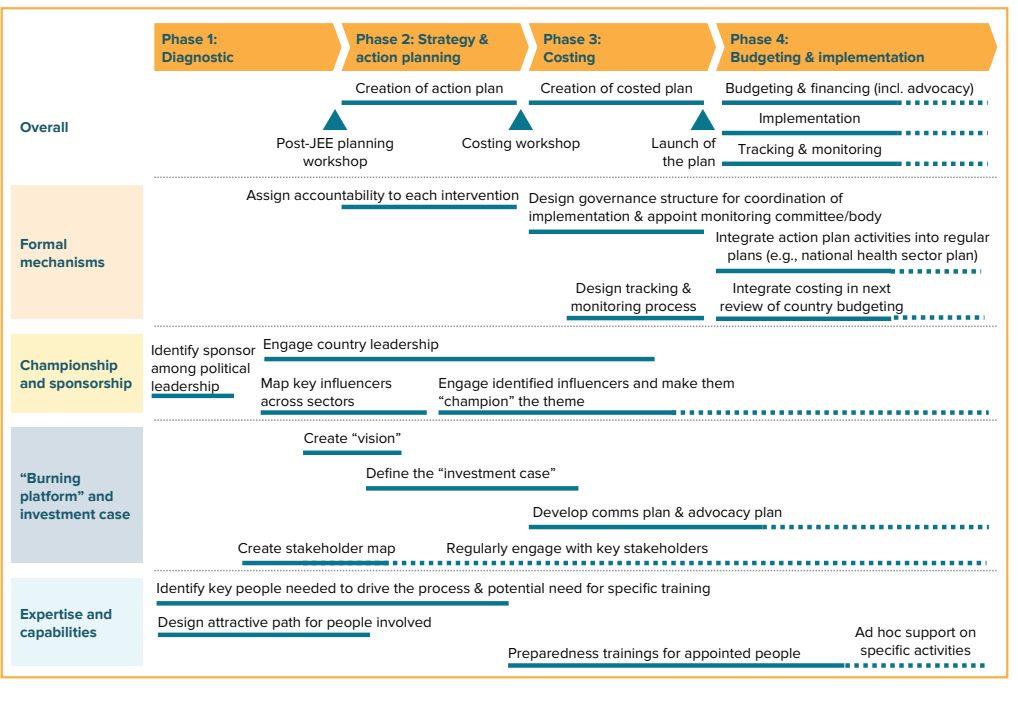 Phase 1:
Diagnostic
Phase 2: Strategy &
action planning
Phase 3:
Costing
Phase 4:
Budgeting & implementation
Overall
Creation of action plan
Creation of costed plan
Budgeting & financing (incl. advocacy)
Implementation
Tracking & monitoring
Post-JEE planning
workshop
Costing workshop
Launch of
the plan
Formal
mechanisms
Assign accountability to each intervention
Design governance structure for coordination of
implementation & appoint monitoring committee/body
Integrate action plan activities into regular
plans (e.g., national health sector plan)
Design tracking &
monitoring process
Integrate costing in next
review of country budgeting
Championship
and sponsorship
Identify sponsor
among political
leadership
Engage country leadership
Map key influencers
across sectors
Engage identified influencers and make them
“champion” the theme
“Burning
platform” and
investment case
Create “vision”
Define the “investment case”
Develop comms plan & advocacy plan
Create stakeholder map
Regularly engage with key stakeholders
Expertise and
capabilities
Identify key people needed to drive the process & potential need for specific training
Design attractive path for people involved
Preparedness trainings for appointed people
Ad hoc support on
specific activities